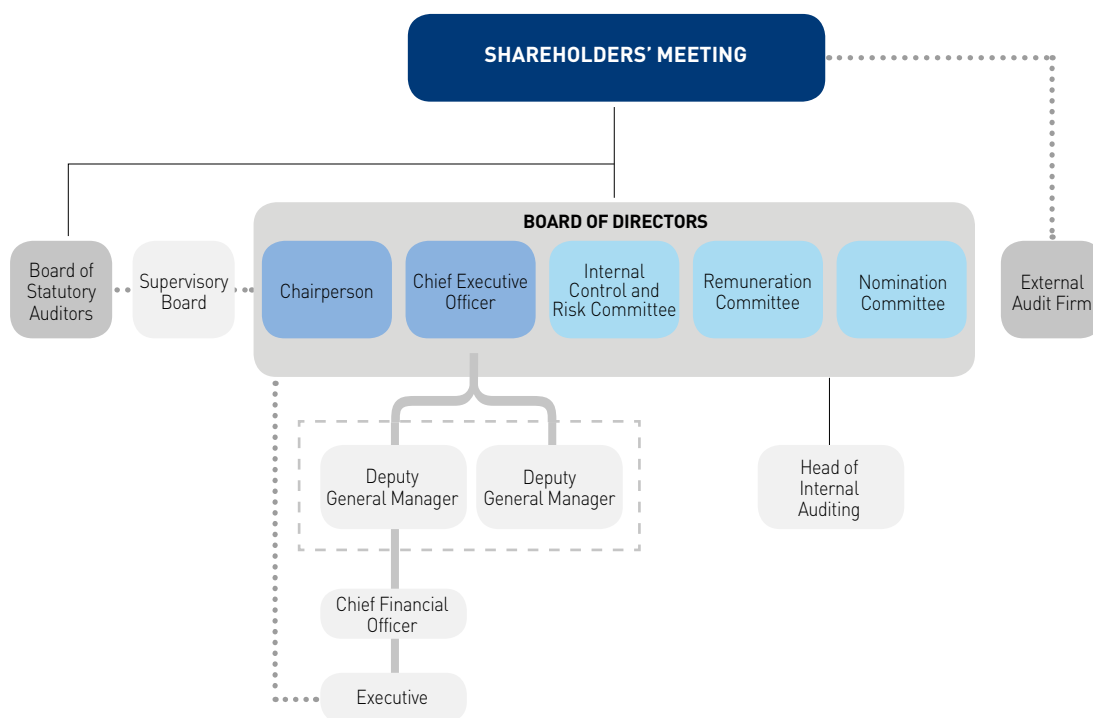 SHAREHOLDERS’ MEETING
BOARD OF DIRECTORS
Board of
Statutory
Auditors
Supervisory
Board
Chairperson
Chief Executive
Officer
Internal
Control and
Risk Committee
Remuneration
Committee
Nomination
Committee
External
Audit Firm
Deputy
General Manager
Deputy
General Manager
Head of
Internal
Auditing
Chief Financial
Officer
Executive